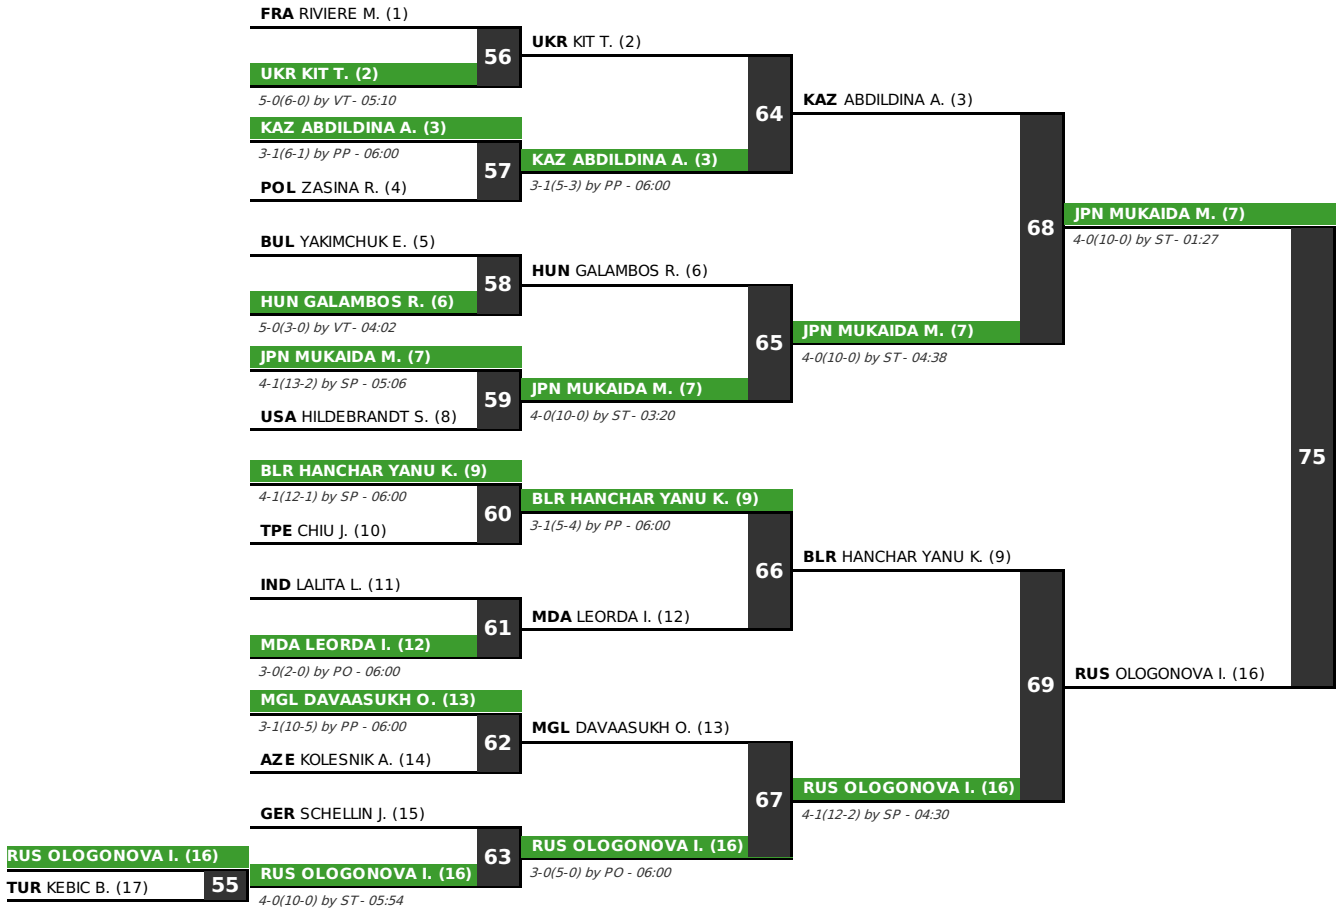 FRA RIVIERE M. (1)
56
UKR KIT T. (2)
5-0(6-0) by VT - 05:10
KAZ ABDILDINA A. (3)
3-1(6-1) by PP - 06:00
57
POL ZASINA R. (4)
BUL YAKIMCHUK E. (5)
58
HUN GALAMBOS R. (6)
5-0(3-0) by VT - 04:02
JPN MUKAIDA M. (7)
4-1(13-2) by SP - 05:06
59
USA HILDEBRANDT S. (8)
BLR HANCHAR YANU K. (9)
4-1(12-1) by SP - 06:00
60
TPE CHIU J. (10)
IND LALITA L. (11)
61
MDA LEORDA I. (12)
3-0(2-0) by PO - 06:00
MGL DAVAASUKH O. (13)
3-1(10-5) by PP - 06:00
62
AZE KOLESNIK A. (14)
GER SCHELLIN J. (15)
63
RUS OLOGONOVA I. (16)
4-0(10-0) by ST - 05:54
RUS OLOGONOVA I. (16)
55
TUR KEBIC B. (17)
UKR KIT T. (2)
64
KAZ ABDILDINA A. (3)
3-1(5-3) by PP - 06:00
HUN GALAMBOS R. (6)
65
JPN MUKAIDA M. (7)
4-0(10-0) by ST - 03:20
BLR HANCHAR YANU K. (9)
3-1(5-4) by PP - 06:00
66
MDA LEORDA I. (12)
MGL DAVAASUKH O. (13)
67
RUS OLOGONOVA I. (16)
3-0(5-0) by PO - 06:00
KAZ ABDILDINA A. (3)
68
JPN MUKAIDA M. (7)
4-0(10-0) by ST - 04:38
BLR HANCHAR YANU K. (9)
69
RUS OLOGONOVA I. (16)
4-1(12-2) by SP - 04:30
JPN MUKAIDA M. (7)
4-0(10-0) by ST - 01:27
75
RUS OLOGONOVA I. (16)